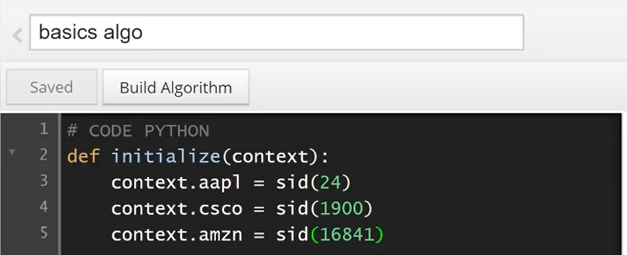 basics algo
Saved
Build Algorithm
1 # CODE PYTHON
2 def initialize(context):
3 context.aapl = sid(24)
4 context.csco = sid(1900)
5 context.amzn = sid(16841)